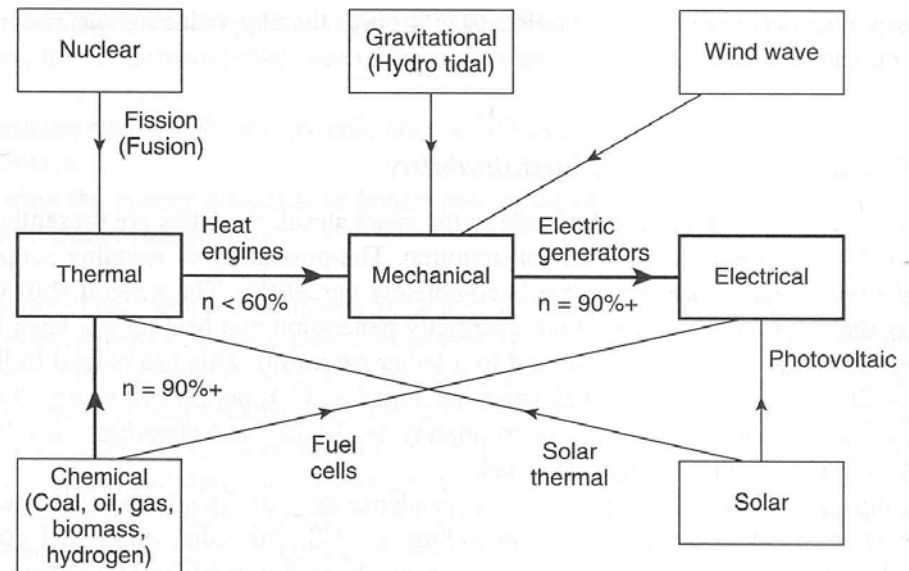 Nuclear
Gravitational
(Hydro tidal)
Wind wave
Fission
(Fusion)
Heat
engines
Electric
generators
Thermal
Mechanical
Electrical
n < 60%
n = 90%+
Photovoltaic
n = 90%+
Fuel
cells
Solar
thermal
Chemical
(Coal, oil, gas,
biomass,
hydrogen)
Solar